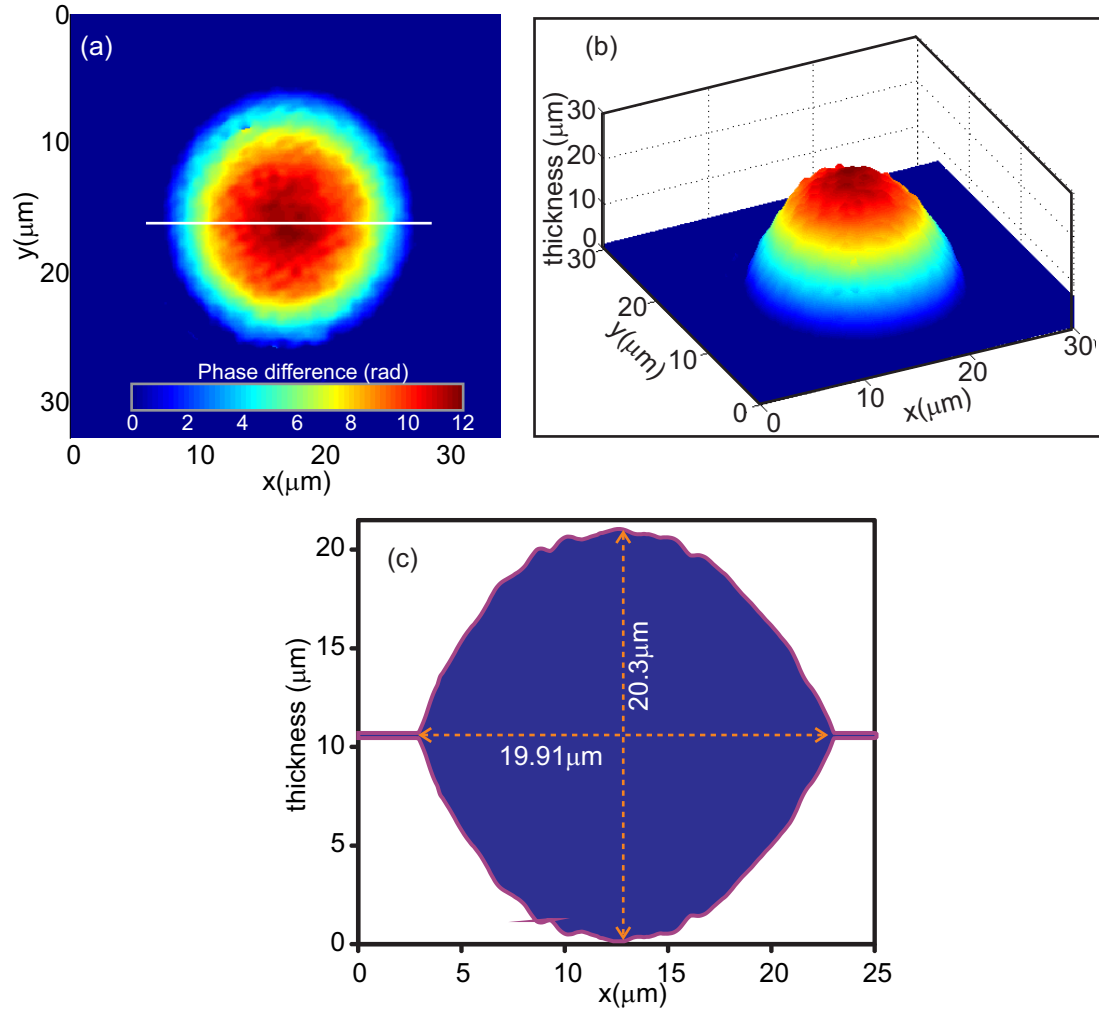 (a)
0
10
20
30
y(μm)
Phase difference (rad)
0 2 4 6 8 10 12
0 10 20 30
x(μm)
(b)
thickness (μm)
30
20
10
0
30
20
10
0
y(μm)
0
10
20
30
x(μm)
(c)
thickness (μm)
20
15
10
5
0
20.3μm
19.91μm
0 5 10 15 20 25
x(μm)